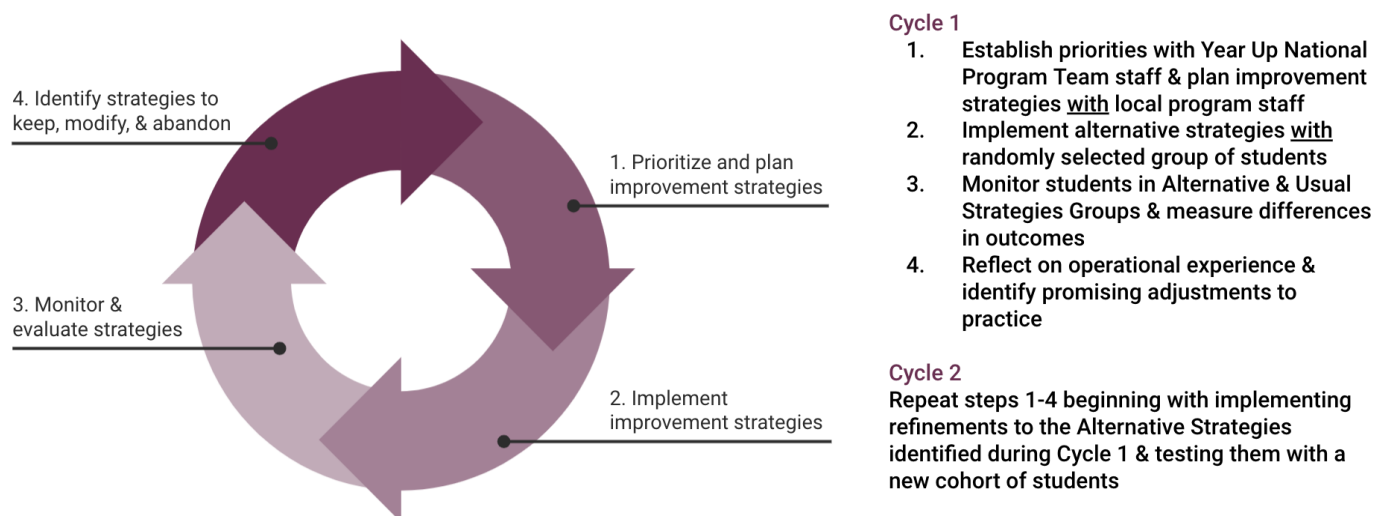 4. Identify strategies to
keep, modify, & abandon
1. Prioritize and plan
improvement strategies
3. Monitor &
evaluate strategies
2. Implement
improvement strategies
Cycle 1
1. Establish priorities with Year Up National
Program Team staff & plan improvement
strategies with local program staff
2. Implement alternative strategies with
randomly selected group of students
3. Monitor students in Alternative & Usual
Strategies Groups & measure differences
in outcomes
4. Reflect on operational experience &
identify promising adjustments to
practice
Cycle 2
Repeat steps 1-4 beginning with implementing
refinements to the Alternative Strategies
identified during Cycle 1 & testing them with a
new cohort of students